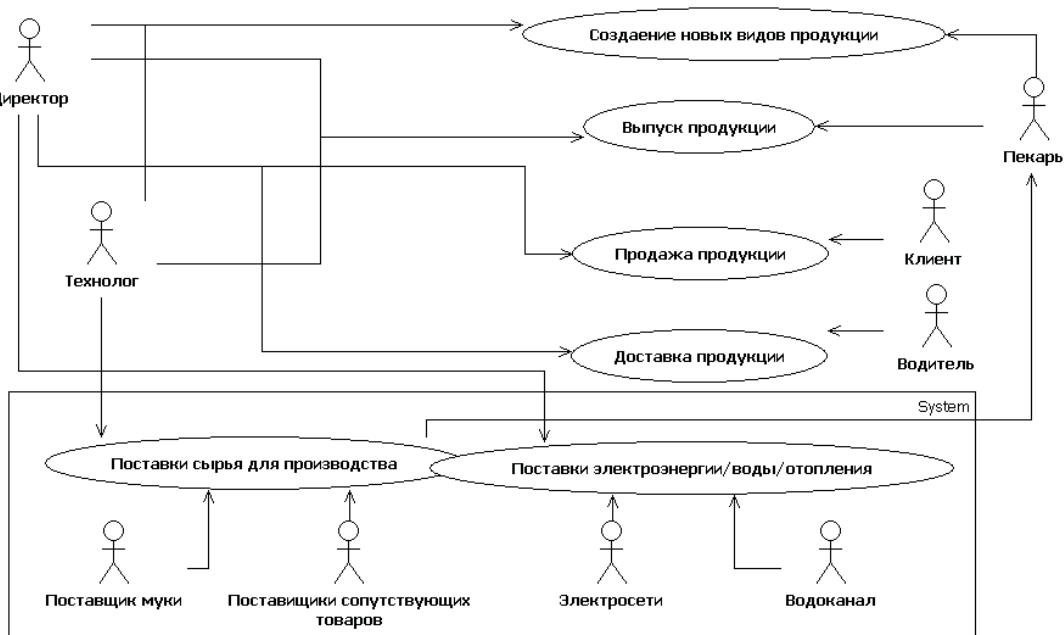 Создаение новых видов продукции
Директор
Выпуск продукции
Пекарь
Технолог
Продажа продукции
Клиент
Доставка продукции
Водитель
System
Поставки сырья для производства
Поставки электроэнергии/воды/отопления
Поставщик муки
Поставищики сопутствующих
товаров
Электросети
Водоканал